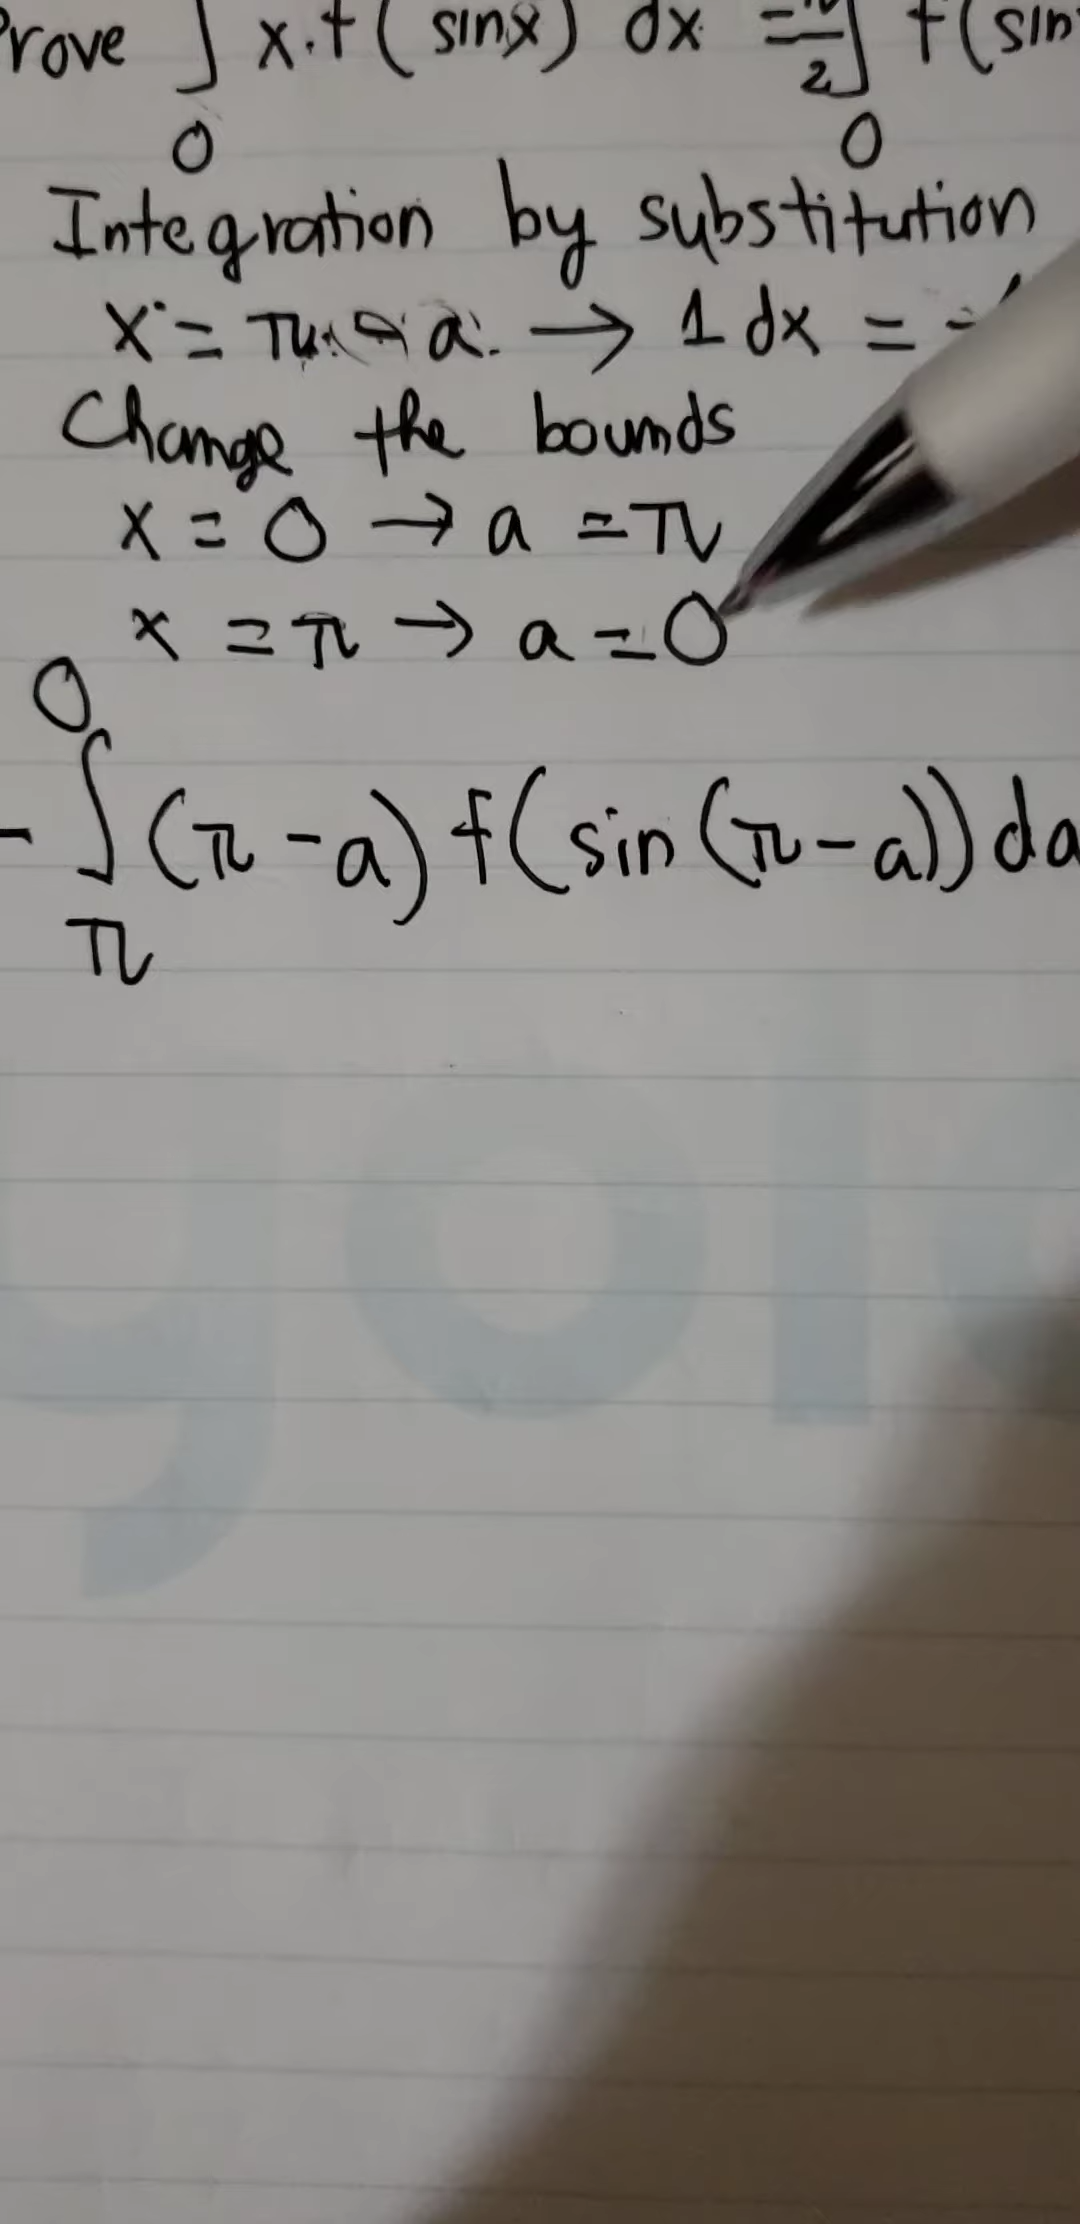 Prove ∫ x.f( sinx) dx = π/2 ∫ f(sin
0 0
Integration by substitution
x = π - a. → 1 dx = -
Change the bounds
x = 0 → a = π
x = π → a = 0
0
- ∫ (π - a) f(sin(π - a)) da
π